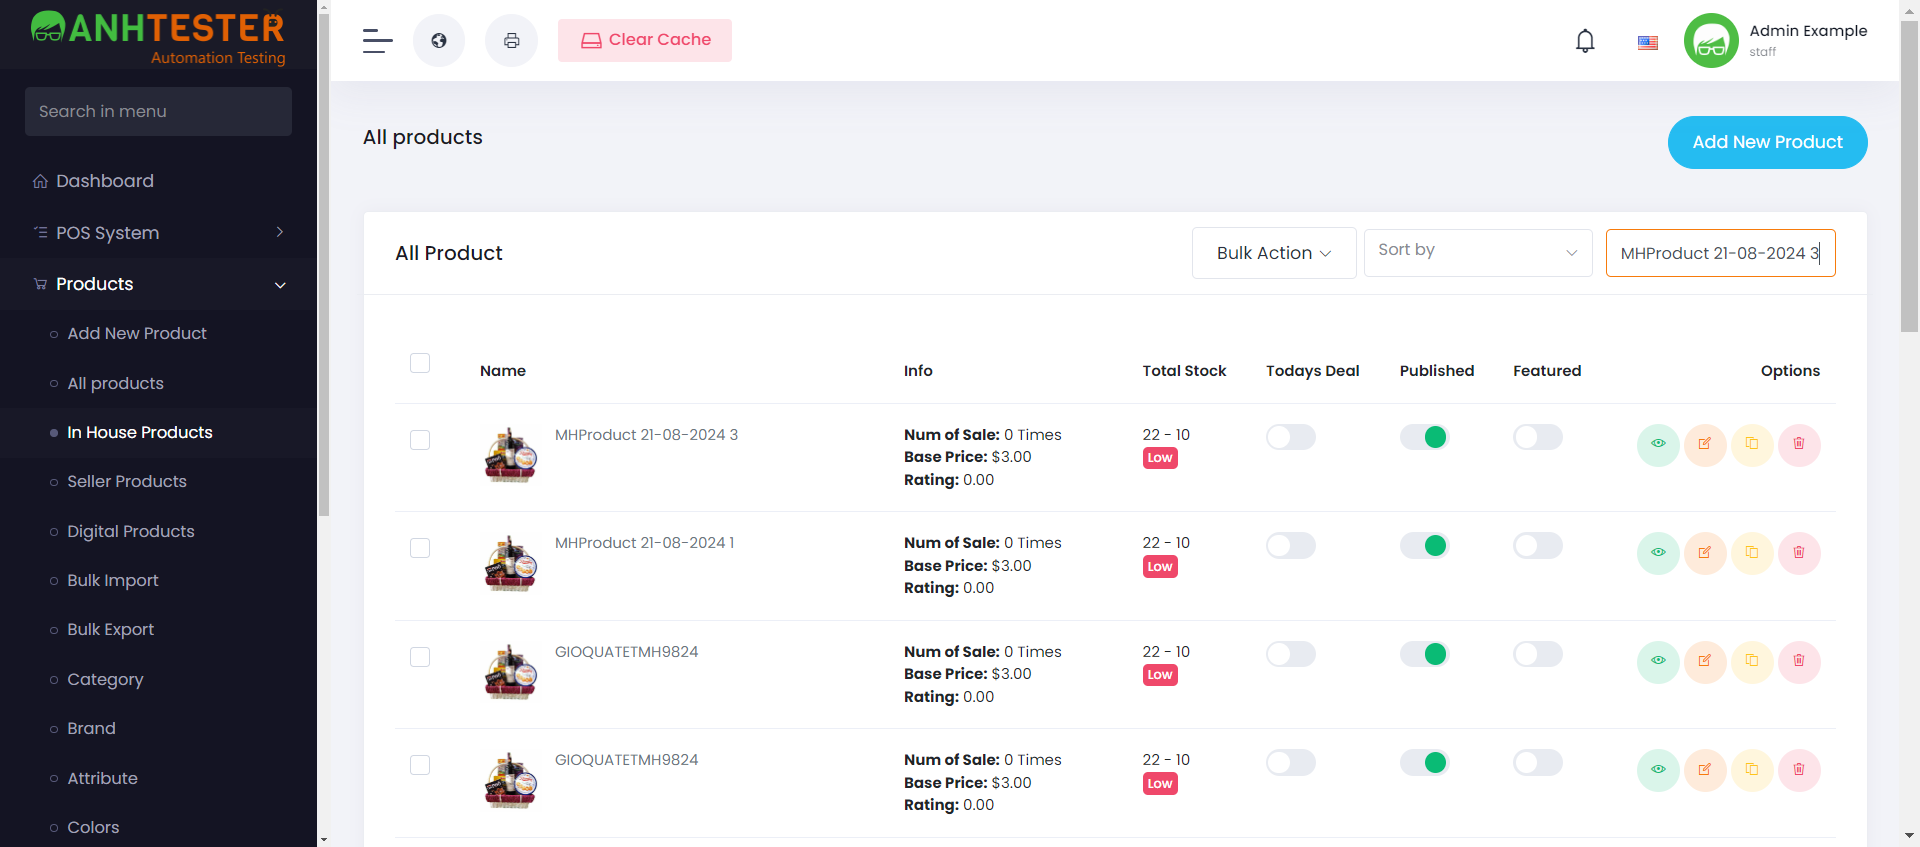 ANHTESTER
Automation Testing
Search in menu
Dashboard
POS System
Products
Add New Product
All products
In House Products
Seller Products
Digital Products
Bulk Import
Bulk Export
Category
Brand
Attribute
Colors
Clear Cache
Admin Example
staff
All products
Add New Product
All Product
Bulk Action
Sort by
MHProduct 21-08-2024 3
Name Info Total Stock Todays Deal Published Featured Options
MHProduct 21-08-2024 3
Num of Sale: 0 Times
Base Price: $3.00
Rating: 0.00
22 - 10
Low
MHProduct 21-08-2024 1
Num of Sale: 0 Times
Base Price: $3.00
Rating: 0.00
22 - 10
Low
GIOQUATETMH9824
Num of Sale: 0 Times
Base Price: $3.00
Rating: 0.00
22 - 10
Low
GIOQUATETMH9824
Num of Sale: 0 Times
Base Price: $3.00
Rating: 0.00
22 - 10
Low